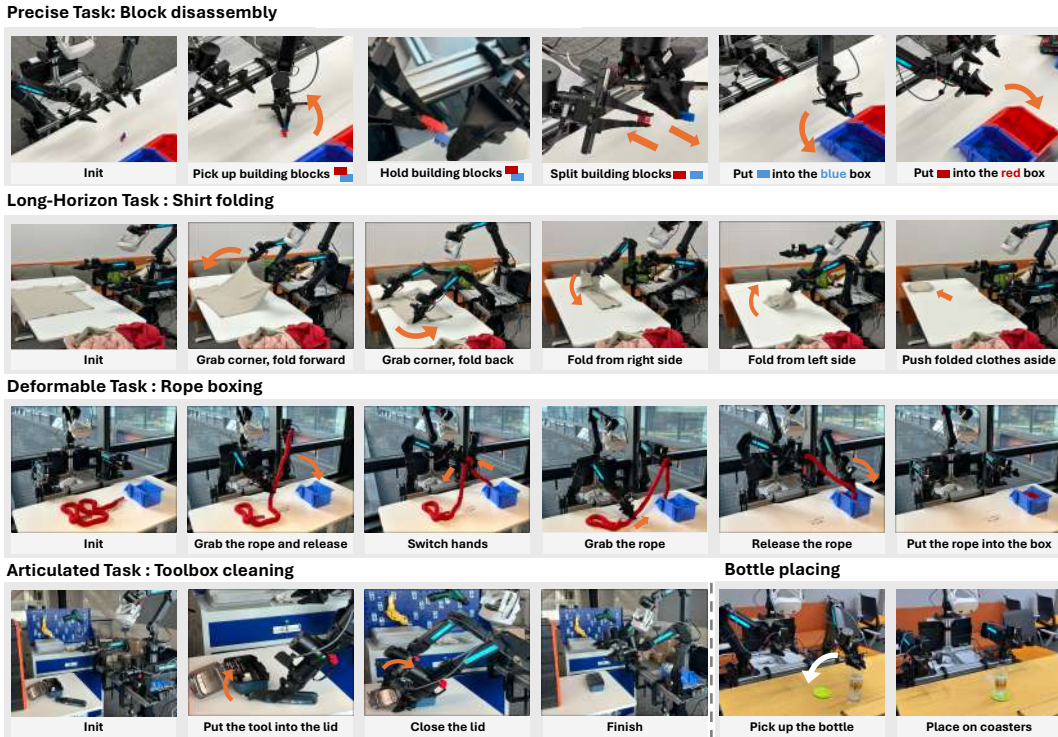 Precise Task: Block disassembly
Init
Pick up building blocks
Hold building blocks
Split building blocks
Put into the blue box
Put into the red box
Long-Horizon Task : Shirt folding
Init
Grab corner, fold forward
Grab corner, fold back
Fold from right side
Fold from left side
Push folded clothes aside
Deformable Task : Rope boxing
Init
Grab the rope and release
Switch hands
Grab the rope
Release the rope
Put the rope into the box
Articulated Task : Toolbox cleaning
Bottle placing
Init
Put the tool into the lid
Close the lid
Finish
Pick up the bottle
Place on coasters